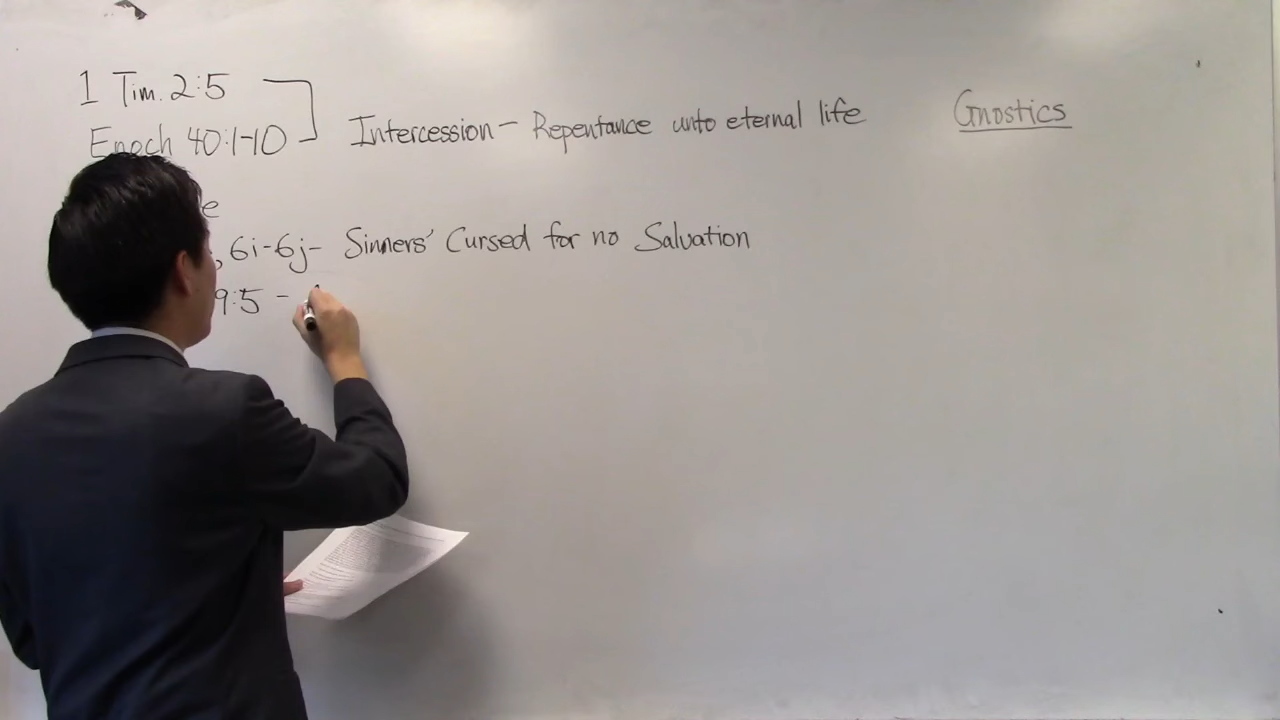 1 Tim. 2:5
Enoch 40:1-10
Intercession - Repentance unto eternal life
Gnostics
6i-6j- Sinners' Cursed for no Salvation
9:5 -